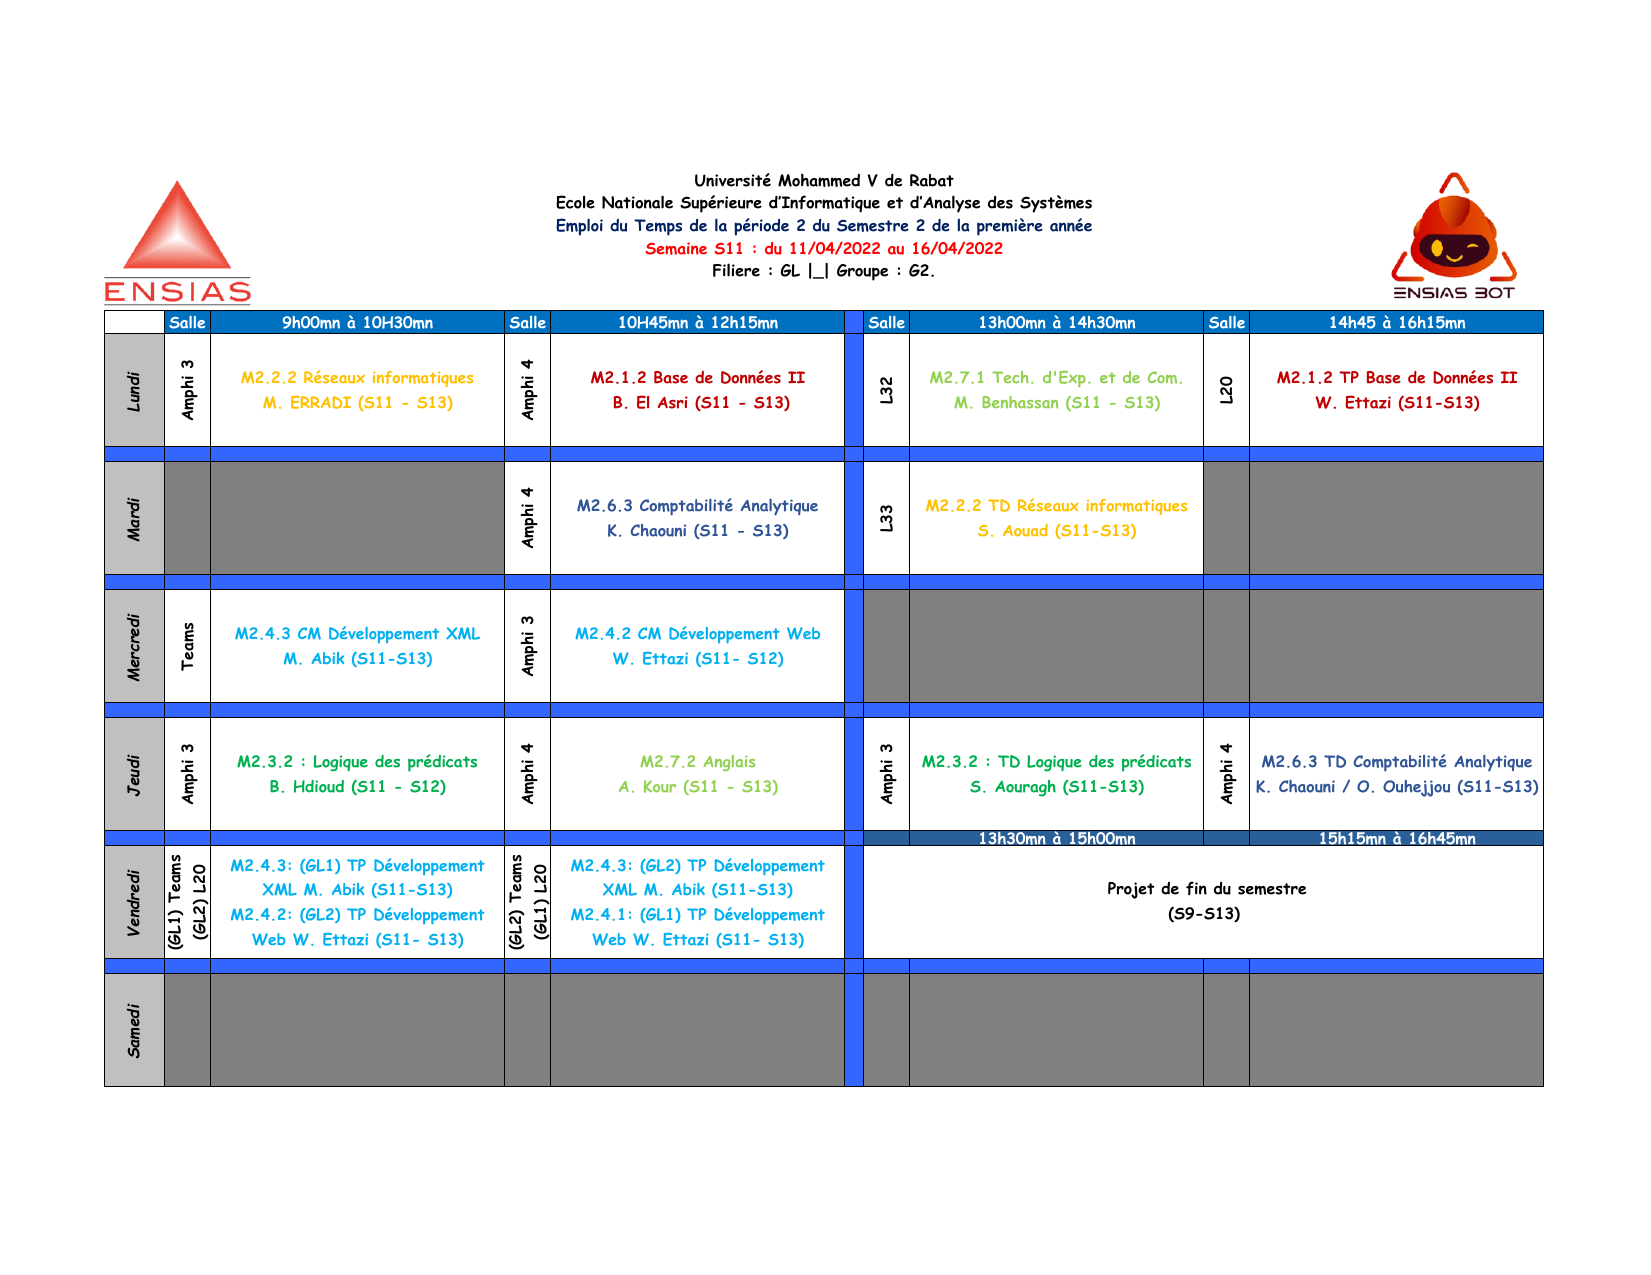 Université Mohammed V de Rabat
Ecole Nationale Supérieure d’Informatique et d’Analyse des Systèmes
Emploi du Temps de la période 2 du Semestre 2 de la première année
Semaine S11 : du 11/04/2022 au 16/04/2022
Filiere : GL |_| Groupe : G2.
ENSIAS
ENSIAS BOT
Salle 9h00mn à 10H30mn Salle 10H45mn à 12h15mn Salle 13h00mn à 14h30mn Salle 14h45 à 16h15mn
Lundi
Amphi 3
M2.2.2 Réseaux informatiques
M. ERRADI (S11 - S13)
Amphi 4
M2.1.2 Base de Données II
B. El Asri (S11 - S13)
L32
M2.7.1 Tech. d'Exp. et de Com.
M. Benhassan (S11 - S13)
L20
M2.1.2 TP Base de Données II
W. Ettazi (S11-S13)
Mardi
Amphi 4
M2.6.3 Comptabilité Analytique
K. Chaouni (S11 - S13)
L33
M2.2.2 TD Réseaux informatiques
S. Aouad (S11-S13)
Mercredi
Teams
M2.4.3 CM Développement XML
M. Abik (S11-S13)
Amphi 3
M2.4.2 CM Développement Web
W. Ettazi (S11- S12)
Jeudi
Amphi 3
M2.3.2 : Logique des prédicats
B. Hdioud (S11 - S12)
Amphi 4
M2.7.2 Anglais
A. Kour (S11 - S13)
Amphi 3
M2.3.2 : TD Logique des prédicats
S. Aouragh (S11-S13)
Amphi 4
M2.6.3 TD Comptabilité Analytique
K. Chaouni / O. Ouhejjou (S11-S13)
13h30mn à 15h00mn 15h15mn à 16h45mn
Vendredi
(GL1) Teams
(GL2) L20
M2.4.3: (GL1) TP Développement
XML M. Abik (S11-S13)
M2.4.2: (GL2) TP Développement
Web W. Ettazi (S11- S13)
(GL2) Teams
(GL1) L20
M2.4.3: (GL2) TP Développement
XML M. Abik (S11-S13)
M2.4.1: (GL1) TP Développement
Web W. Ettazi (S11- S13)
Projet de fin du semestre
(S9-S13)
Samedi